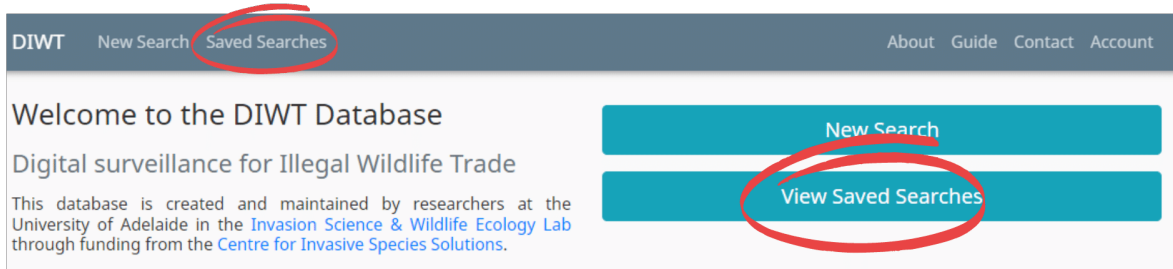 DIWT New Search Saved Searches About Guide Contact Account
Welcome to the DIWT Database
Digital surveillance for Illegal Wildlife Trade
This database is created and maintained by researchers at the
University of Adelaide in the Invasion Science & Wildlife Ecology Lab
through funding from the Centre for Invasive Species Solutions.
New Search
View Saved Searches